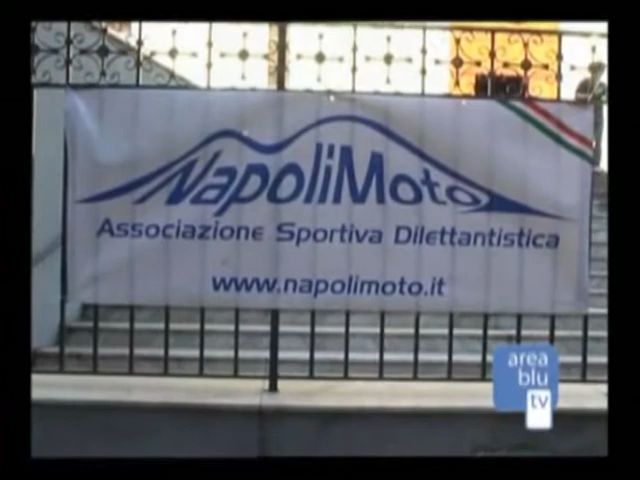 NapoliMoto
Associazione Sportiva Dilettantistica
www.napolimoto.it
area
blu
tv